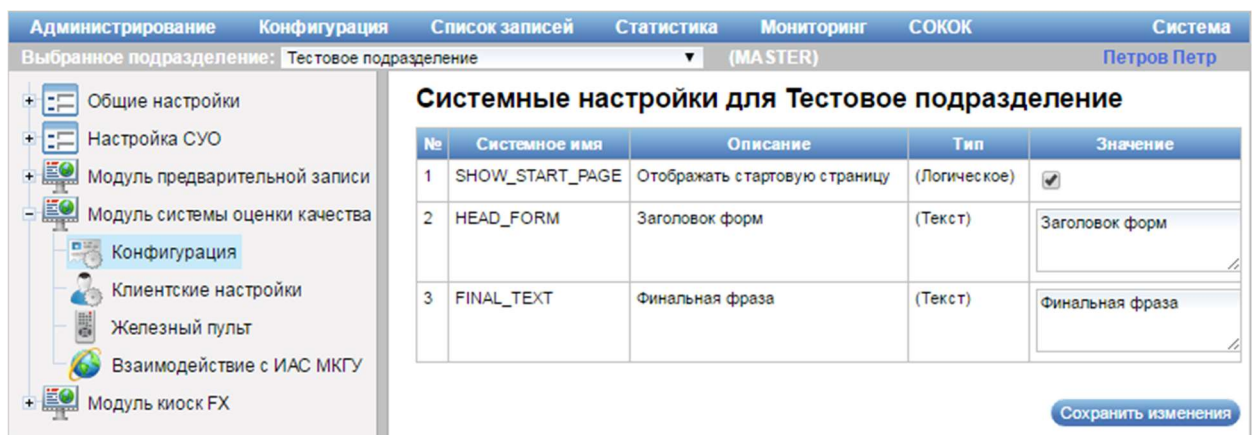 Администрирование Конфигурация Список записей Статистика Мониторинг СОКОК Система
Выбранное подразделение: Тестовое подразделение (MASTER) Петров Петр
Общие настройки
Настройка СУО
Модуль предварительной записи
Модуль системы оценки качества
Конфигурация
Клиентские настройки
Железный пульт
Взаимодействие с ИАС МКГУ
Модуль киоск FX
Системные настройки для Тестовое подразделение
№ Системное имя Описание Тип Значение
1 SHOW_START_PAGE Отображать стартовую страницу (Логическое)
2 HEAD_FORM Заголовок форм (Текст) Заголовок форм
3 FINAL_TEXT Финальная фраза (Текст) Финальная фраза
Сохранить изменения